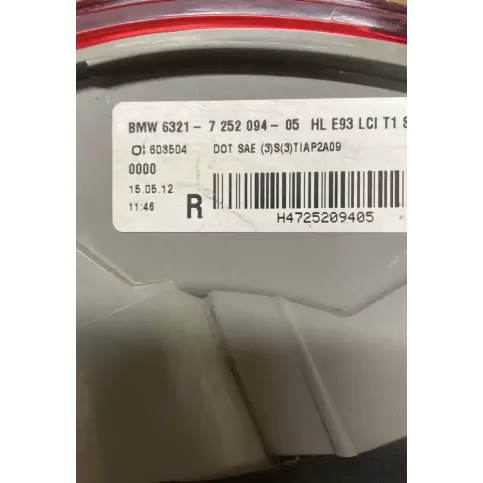 BMW 6321- 7 252 094- 05 HL E93 LCI T1 S
O: 603504 DOT SAE (3)S(3)TIAP2A09
0000
15.05.12
11:46
R
H4725209405